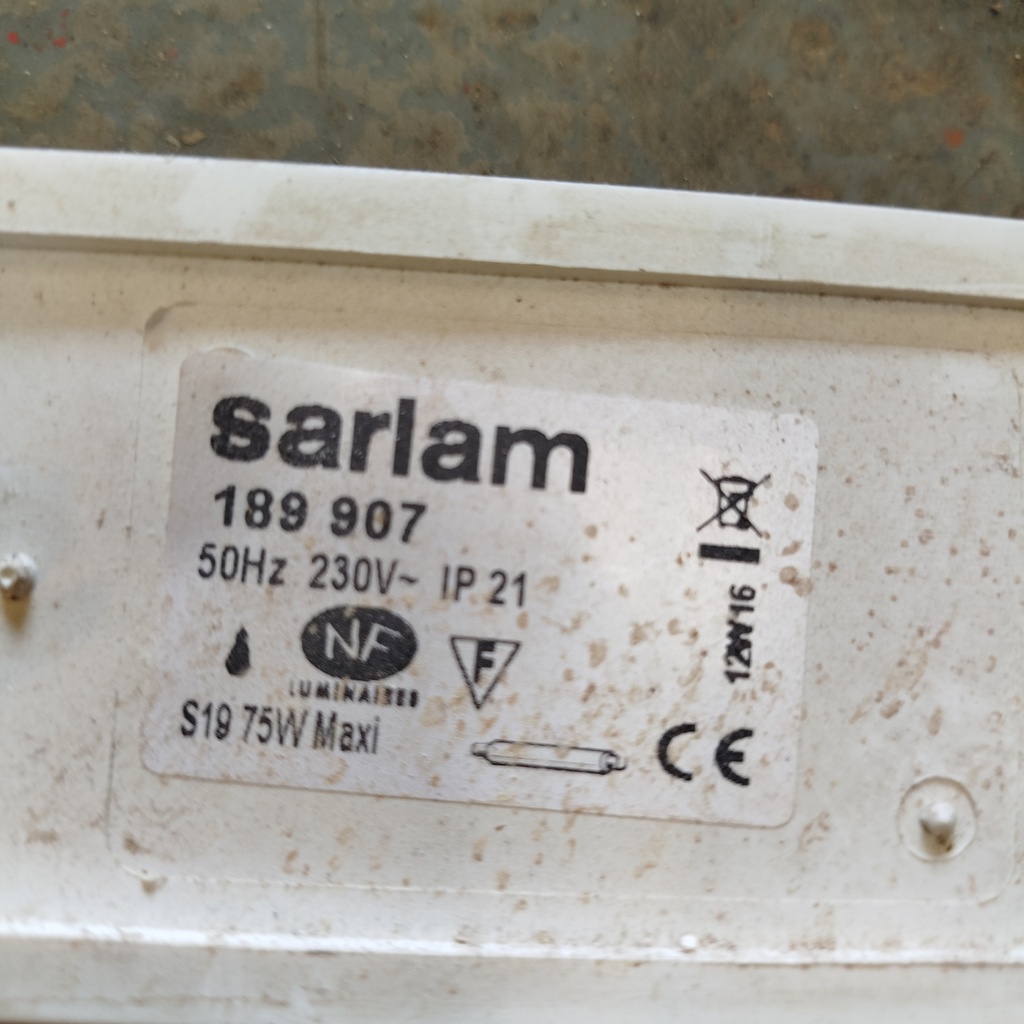 sarlam
189 907
50Hz 230V~ IP 21
NF
LUMINAIRES
F
S19 75W Maxi
CE
12W16